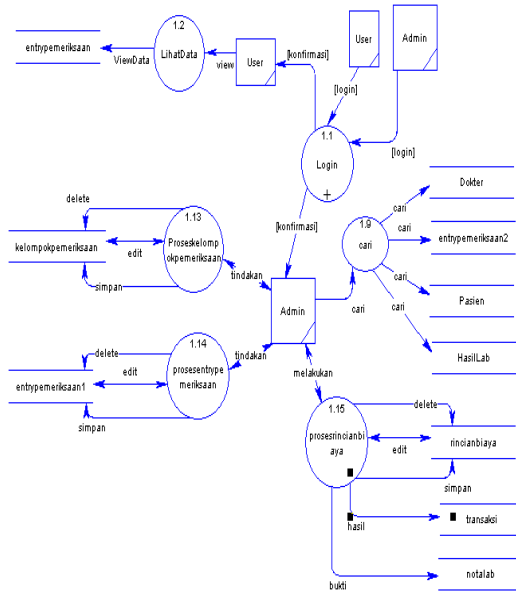 1.2
LihatData
entrypemeriksaan
ViewData
view
User
[konfirmasi]
User
Admin
[login]
[login]
1.1
Login
+
[konfirmasi]
delete
1.13
Proseskelomp
okpemeriksaan
kelompokpemeriksaan
edit
simpan
tindakan
1.9
cari
cari
cari
cari
cari
cari
Dokter
entrypemeriksaan2
Pasien
HasilLab
Admin
1.14
prosesentrype
meriksaan
tindakan
delete
edit
entrypemeriksaan1
simpan
melakukan
1.15
prosesrincianbi
aya
delete
edit
rincianbiaya
simpan
hasil
transaksi
bukti
notalab